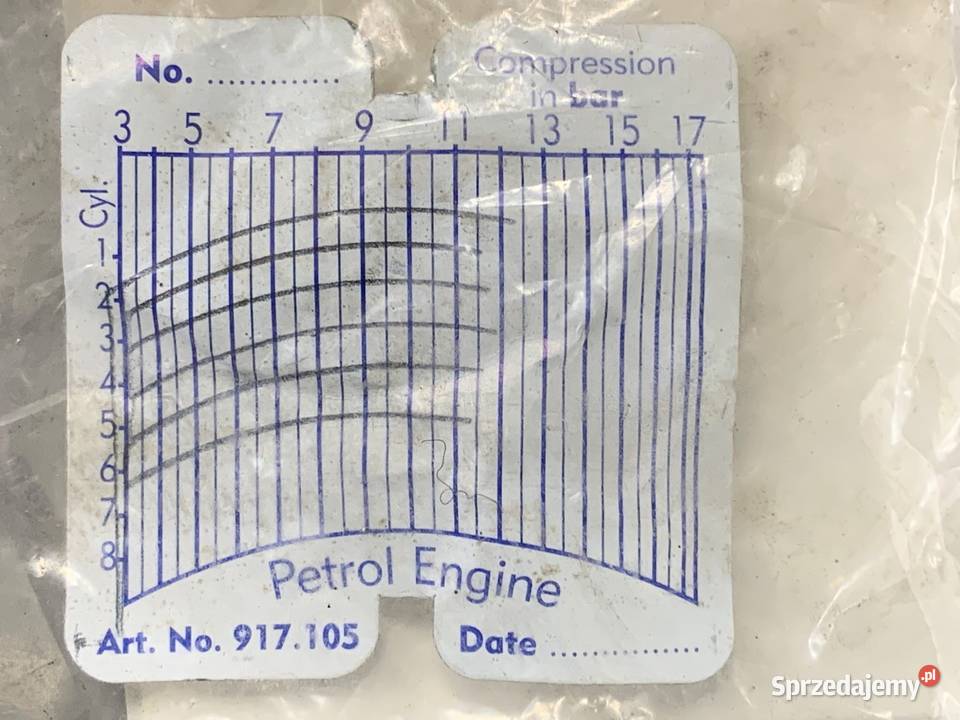 No. .............
Compression
in bar
3 5 7 9 11 13 15 17
Cyl.
1
2
3
4
5
6
7
8
Petrol Engine
Art. No. 917.105
Date ...............
Sprzedajemy.pl